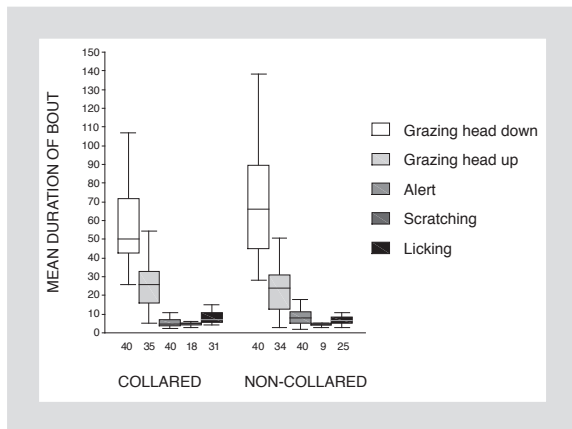 MEAN DURATION OF BOUT
150
140
130
120
110
100
90
80
70
60
50
40
30
20
10
0
40 35 40 18 31 40 34 40 9 25
COLLARED NON-COLLARED
Grazing head down
Grazing head up
Alert
Scratching
Licking